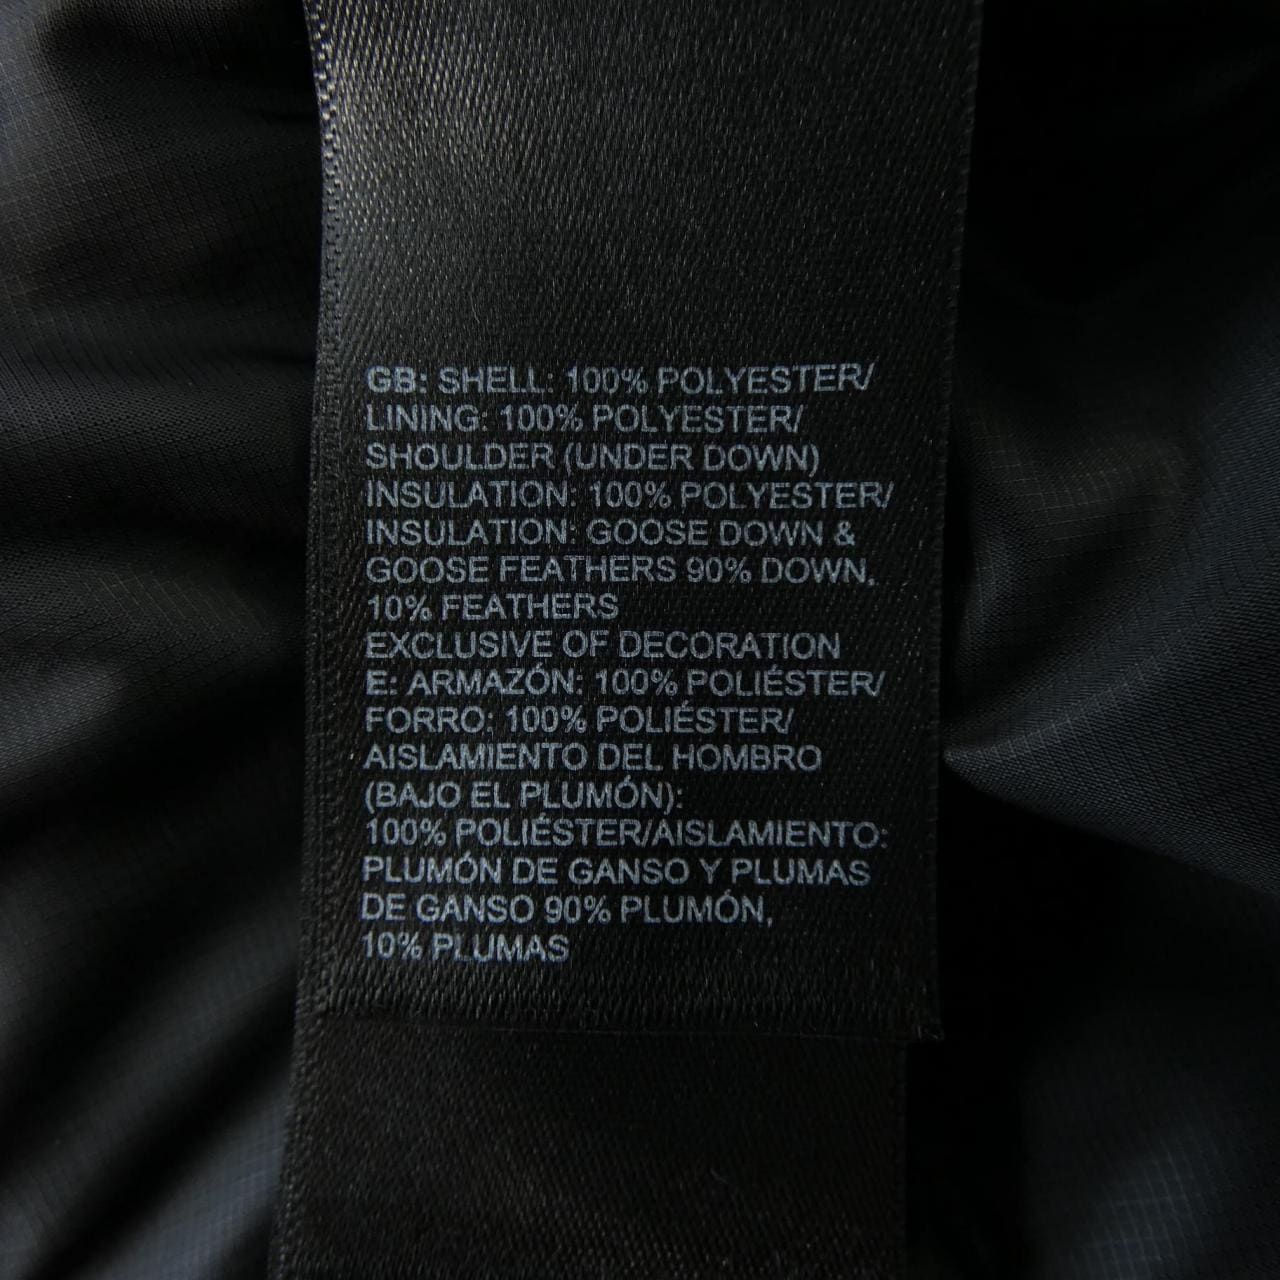 GB: SHELL: 100% POLYESTER/
LINING: 100% POLYESTER/
SHOULDER (UNDER DOWN)
INSULATION: 100% POLYESTER/
INSULATION: GOOSE DOWN &
GOOSE FEATHERS 90% DOWN,
10% FEATHERS
EXCLUSIVE OF DECORATION
E: ARMAZÓN: 100% POLIÉSTER/
FORRO: 100% POLIÉSTER/
AISLAMIENTO DEL HOMBRO
(BAJO EL PLUMÓN):
100% POLIÉSTER/AISLAMIENTO:
PLUMÓN DE GANSO Y PLUMAS
DE GANSO 90% PLUMÓN,
10% PLUMAS